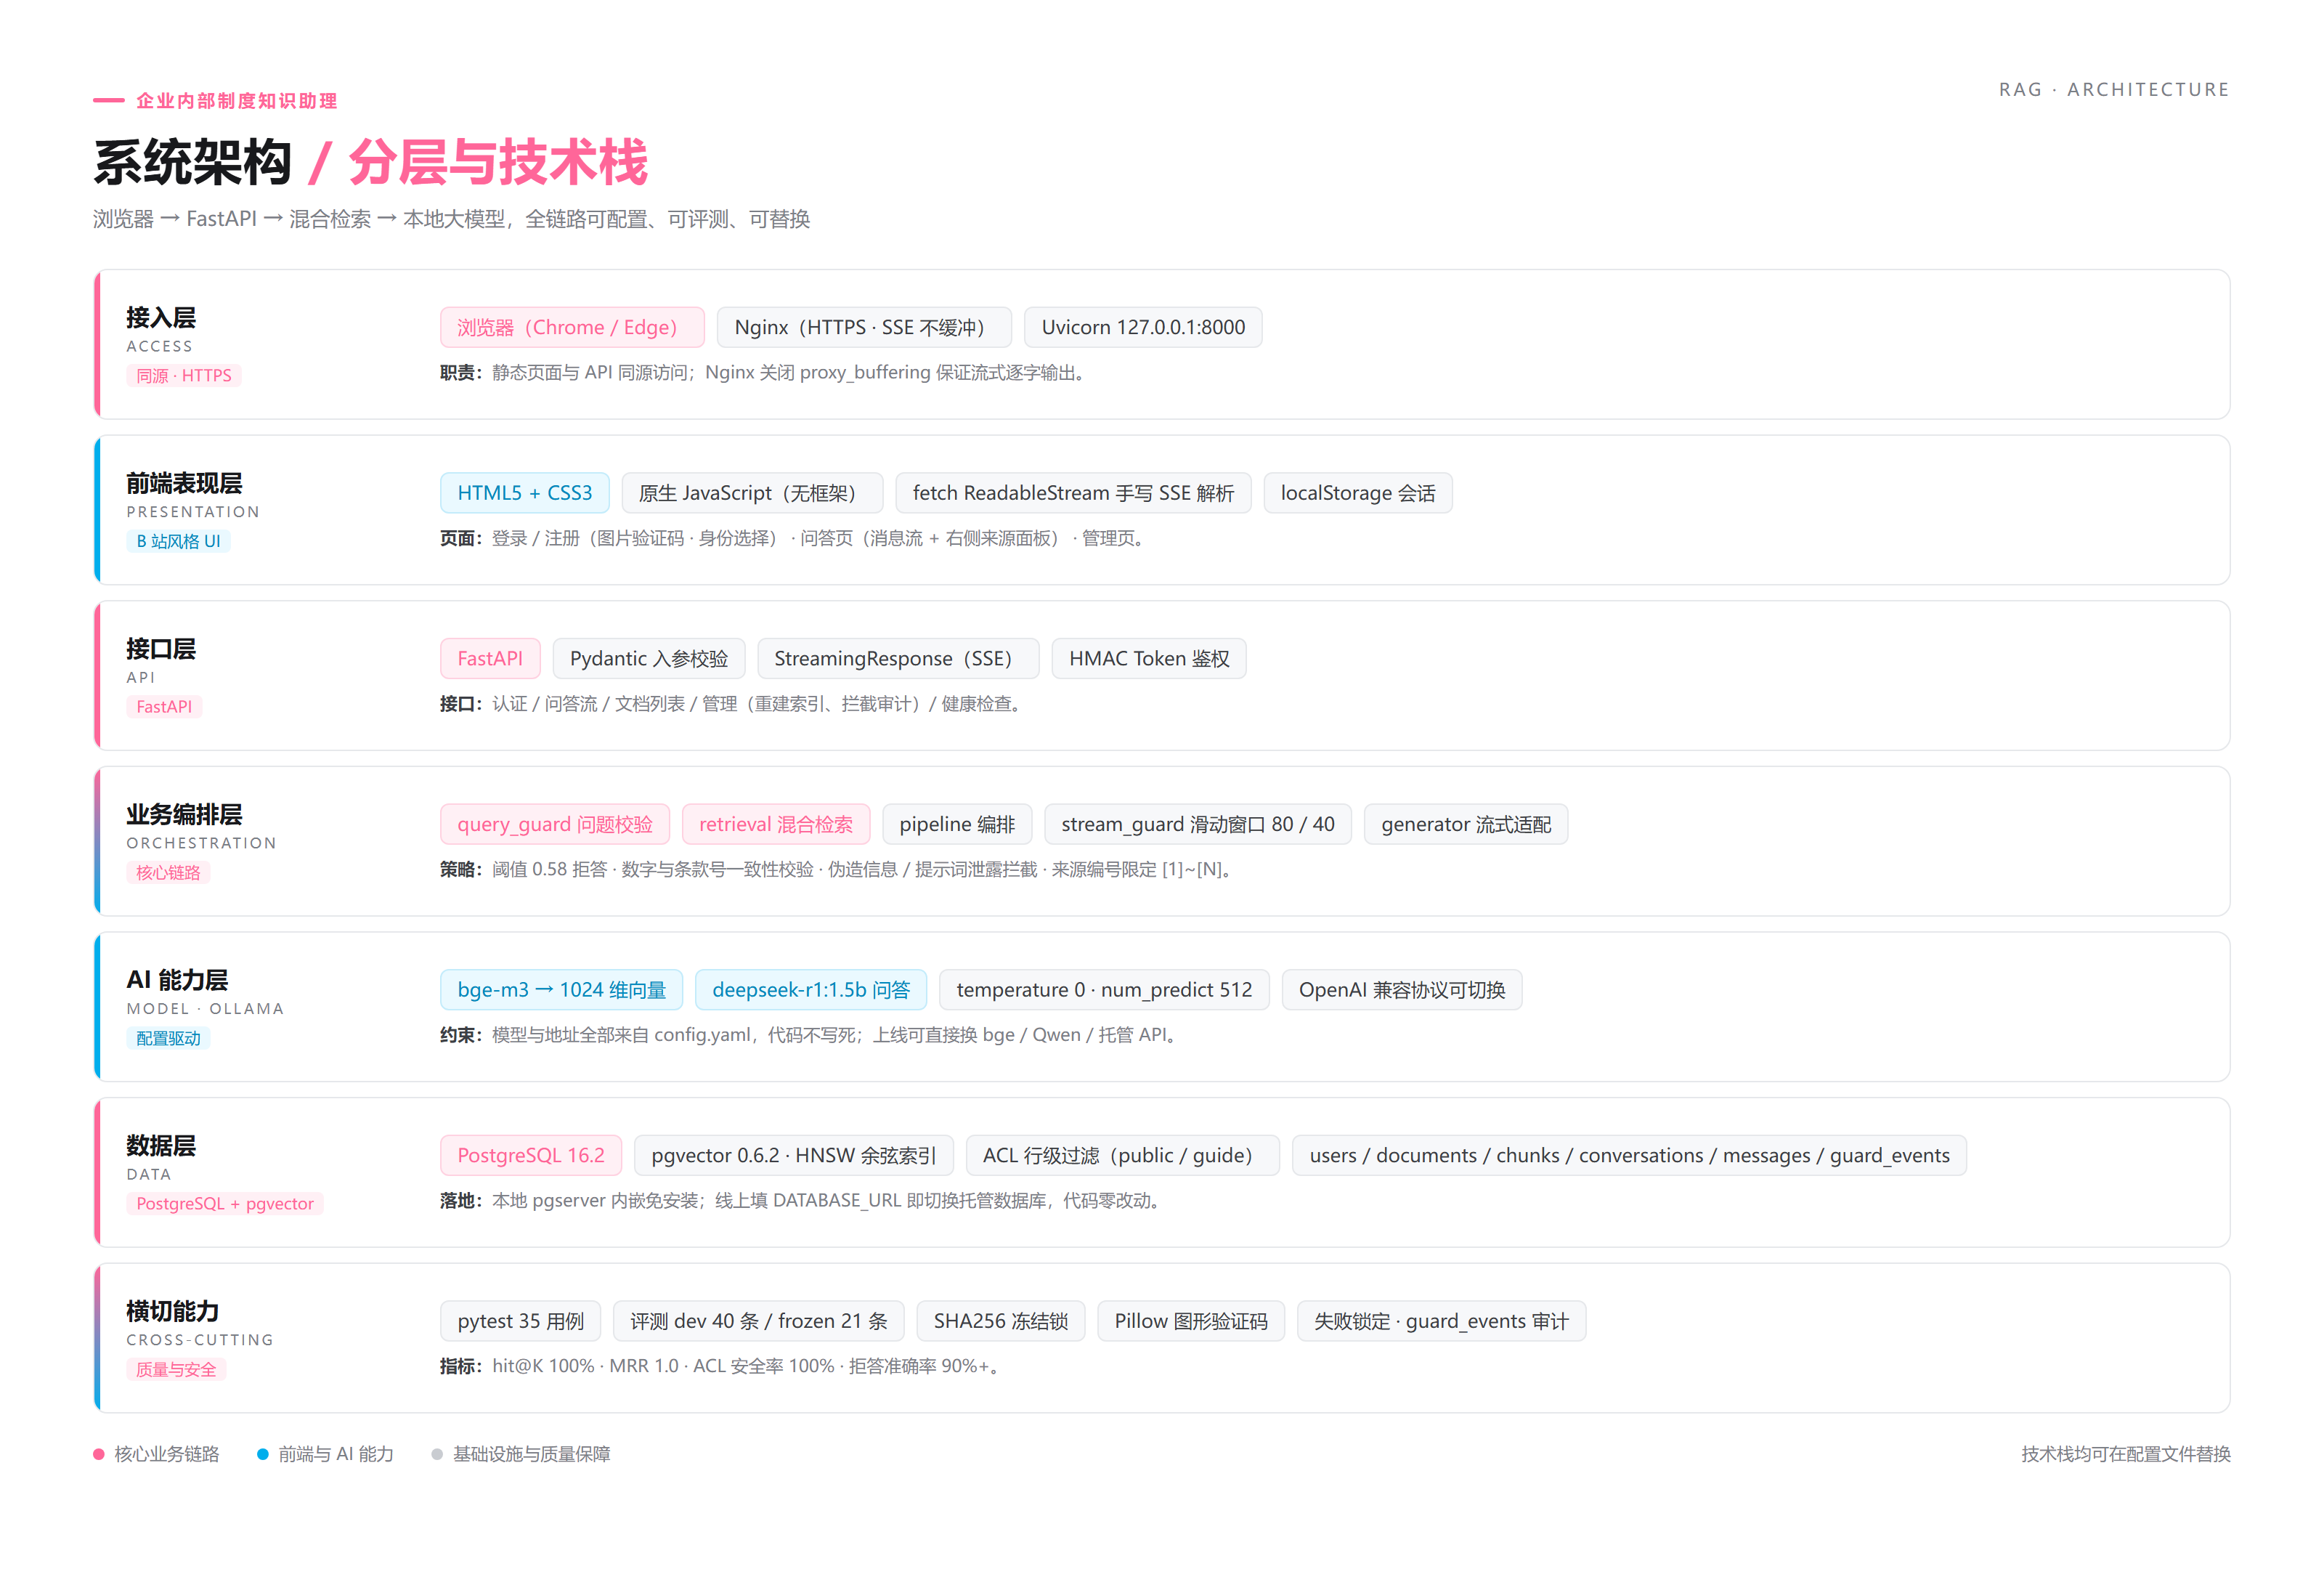 企业内部制度知识助理
RAG · ARCHITECTURE
系统架构 / 分层与技术栈
浏览器 → FastAPI → 混合检索 → 本地大模型，全链路可配置、可评测、可替换
接入层
ACCESS
同源 · HTTPS
浏览器（Chrome / Edge）
Nginx（HTTPS · SSE 不缓冲）
Uvicorn 127.0.0.1:8000
职责：静态页面与 API 同源访问；Nginx 关闭 proxy_buffering 保证流式逐字输出。
前端表现层
PRESENTATION
B 站风格 UI
HTML5 + CSS3
原生 JavaScript（无框架）
fetch ReadableStream 手写 SSE 解析
localStorage 会话
页面：登录 / 注册（图片验证码 · 身份选择） · 问答页（消息流 + 右侧来源面板） · 管理页。
接口层
API
FastAPI
FastAPI
Pydantic 入参校验
StreamingResponse（SSE）
HMAC Token 鉴权
接口：认证 / 问答流 / 文档列表 / 管理（重建索引、拦截审计）/ 健康检查。
业务编排层
ORCHESTRATION
核心链路
query_guard 问题校验
retrieval 混合检索
pipeline 编排
stream_guard 滑动窗口 80 / 40
generator 流式适配
策略：阈值 0.58 拒答 · 数字与条款号一致性校验 · 伪造信息 / 提示词泄露拦截 · 来源编号限定 [1]~[N]。
AI 能力层
MODEL · OLLAMA
配置驱动
bge-m3 → 1024 维向量
deepseek-r1:1.5b 问答
temperature 0 · num_predict 512
OpenAI 兼容协议可切换
约束：模型与地址全部来自 config.yaml，代码不写死；上线可直接换 bge / Qwen / 托管 API。
数据层
DATA
PostgreSQL + pgvector
PostgreSQL 16.2
pgvector 0.6.2 · HNSW 余弦索引
ACL 行级过滤（public / guide）
users / documents / chunks / conversations / messages / guard_events
落地：本地 pgserver 内嵌免安装；线上填 DATABASE_URL 即切换托管数据库，代码零改动。
横切能力
CROSS-CUTTING
质量与安全
pytest 35 用例
评测 dev 40 条 / frozen 21 条
SHA256 冻结锁
Pillow 图形验证码
失败锁定 · guard_events 审计
指标：hit@K 100% · MRR 1.0 · ACL 安全率 100% · 拒答准确率 90%+。
核心业务链路
前端与 AI 能力
基础设施与质量保障
技术栈均可在配置文件替换